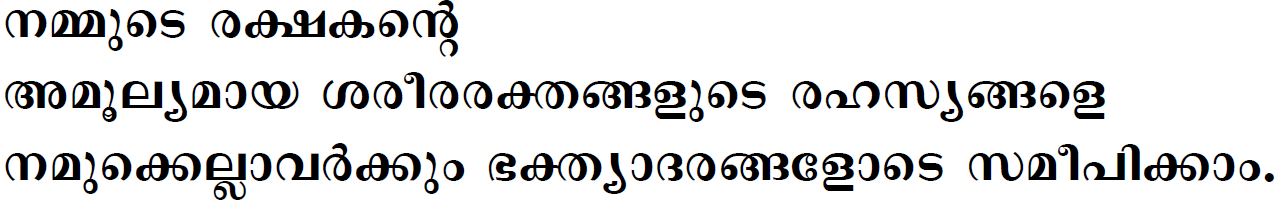 നമ്മുടെ രക്ഷകന്റെ
അമൂല്യമായ ശരീരരക്തങ്ങളുടെ രഹസ്യങ്ങളെ
നമുക്കെല്ലാവർക്കും ഭക്ത്യാദരങ്ങളോടെ സമീപിക്കാം.